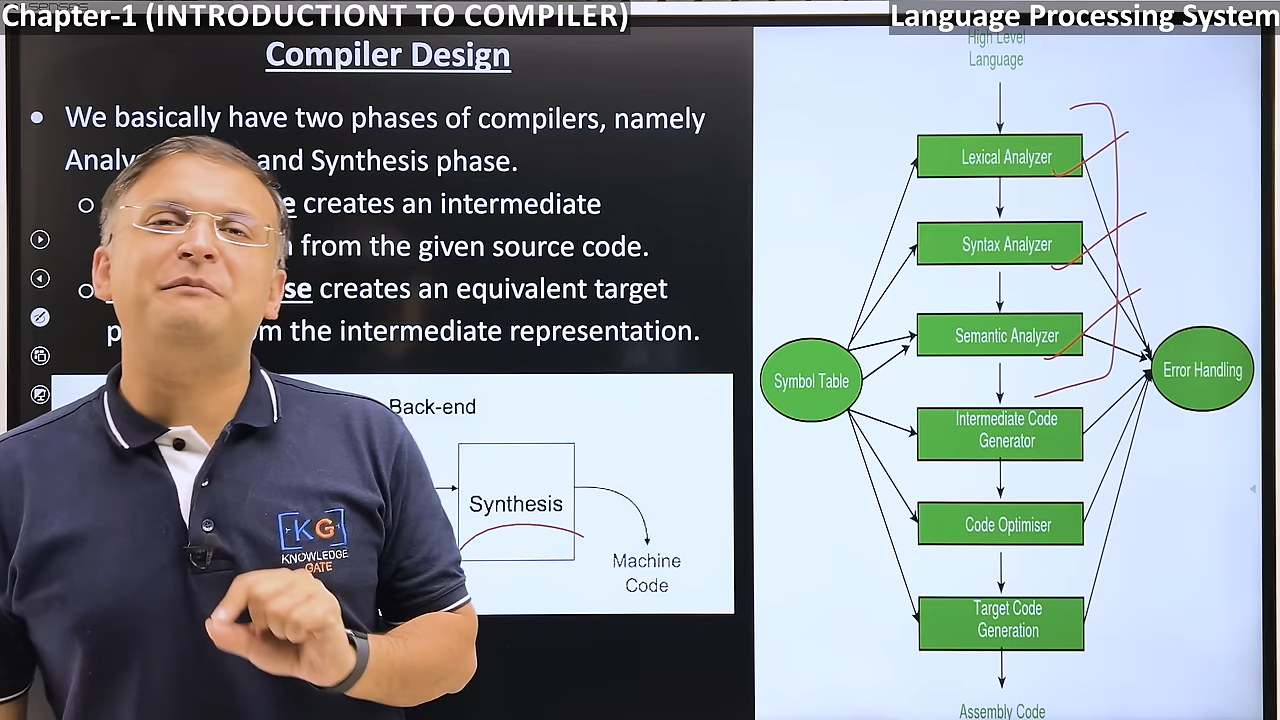 Chapter-1 (INTRODUCTIONT TO COMPILER)
Language Processing System
Compiler Design
We basically have two phases of compilers, namely
and Synthesis phase.
creates an intermediate
from the given source code.
creates an equivalent target
the intermediate representation.
Back-end
Synthesis
Machine
Code
KG
KNOWLEDGE
GATE
High Level
Language
Lexical Analyzer
Syntax Analyzer
Semantic Analyzer
Symbol Table
Error Handling
Intermediate Code
Generator
Code Optimiser
Target Code
Generation
Assembly Code